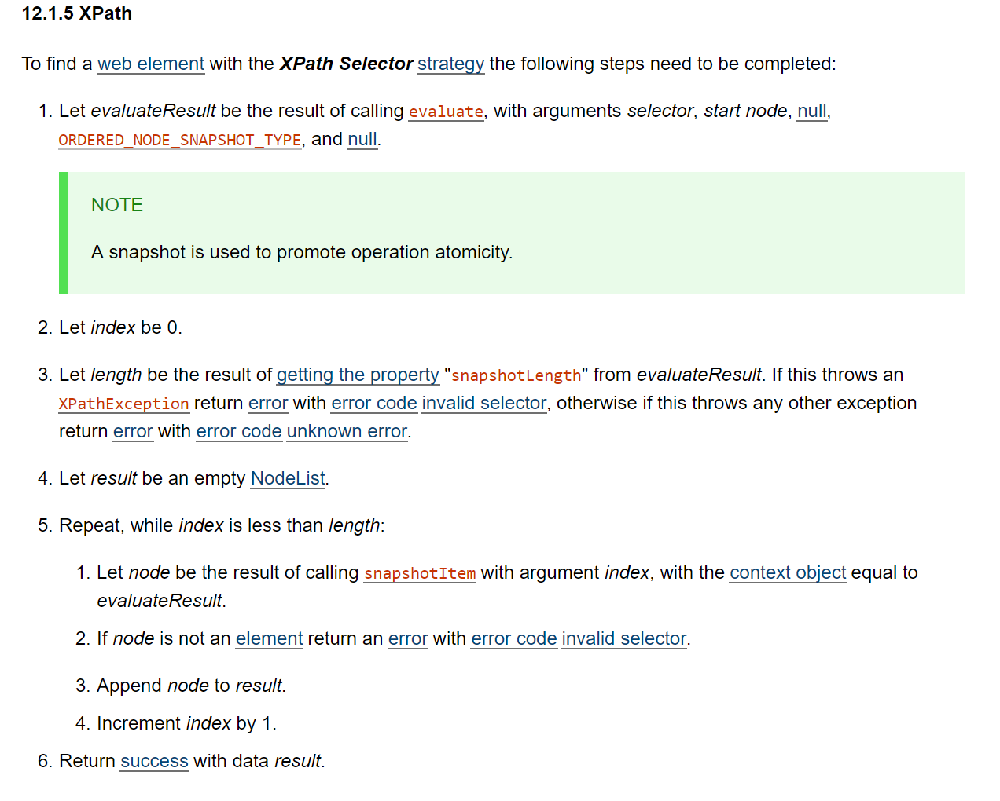 12.1.5 XPath
To find a web element with the XPath Selector strategy the following steps need to be completed:
1. Let evaluateResult be the result of calling evaluate, with arguments selector, start node, null,
ORDERED_NODE_SNAPSHOT_TYPE, and null.
NOTE
A snapshot is used to promote operation atomicity.
2. Let index be 0.
3. Let length be the result of getting the property "snapshotLength" from evaluateResult. If this throws an
XPathException return error with error code invalid selector, otherwise if this throws any other exception
return error with error code unknown error.
4. Let result be an empty NodeList.
5. Repeat, while index is less than length:
1. Let node be the result of calling snapshotItem with argument index, with the context object equal to
evaluateResult.
2. If node is not an element return an error with error code invalid selector.
3. Append node to result.
4. Increment index by 1.
6. Return success with data result.